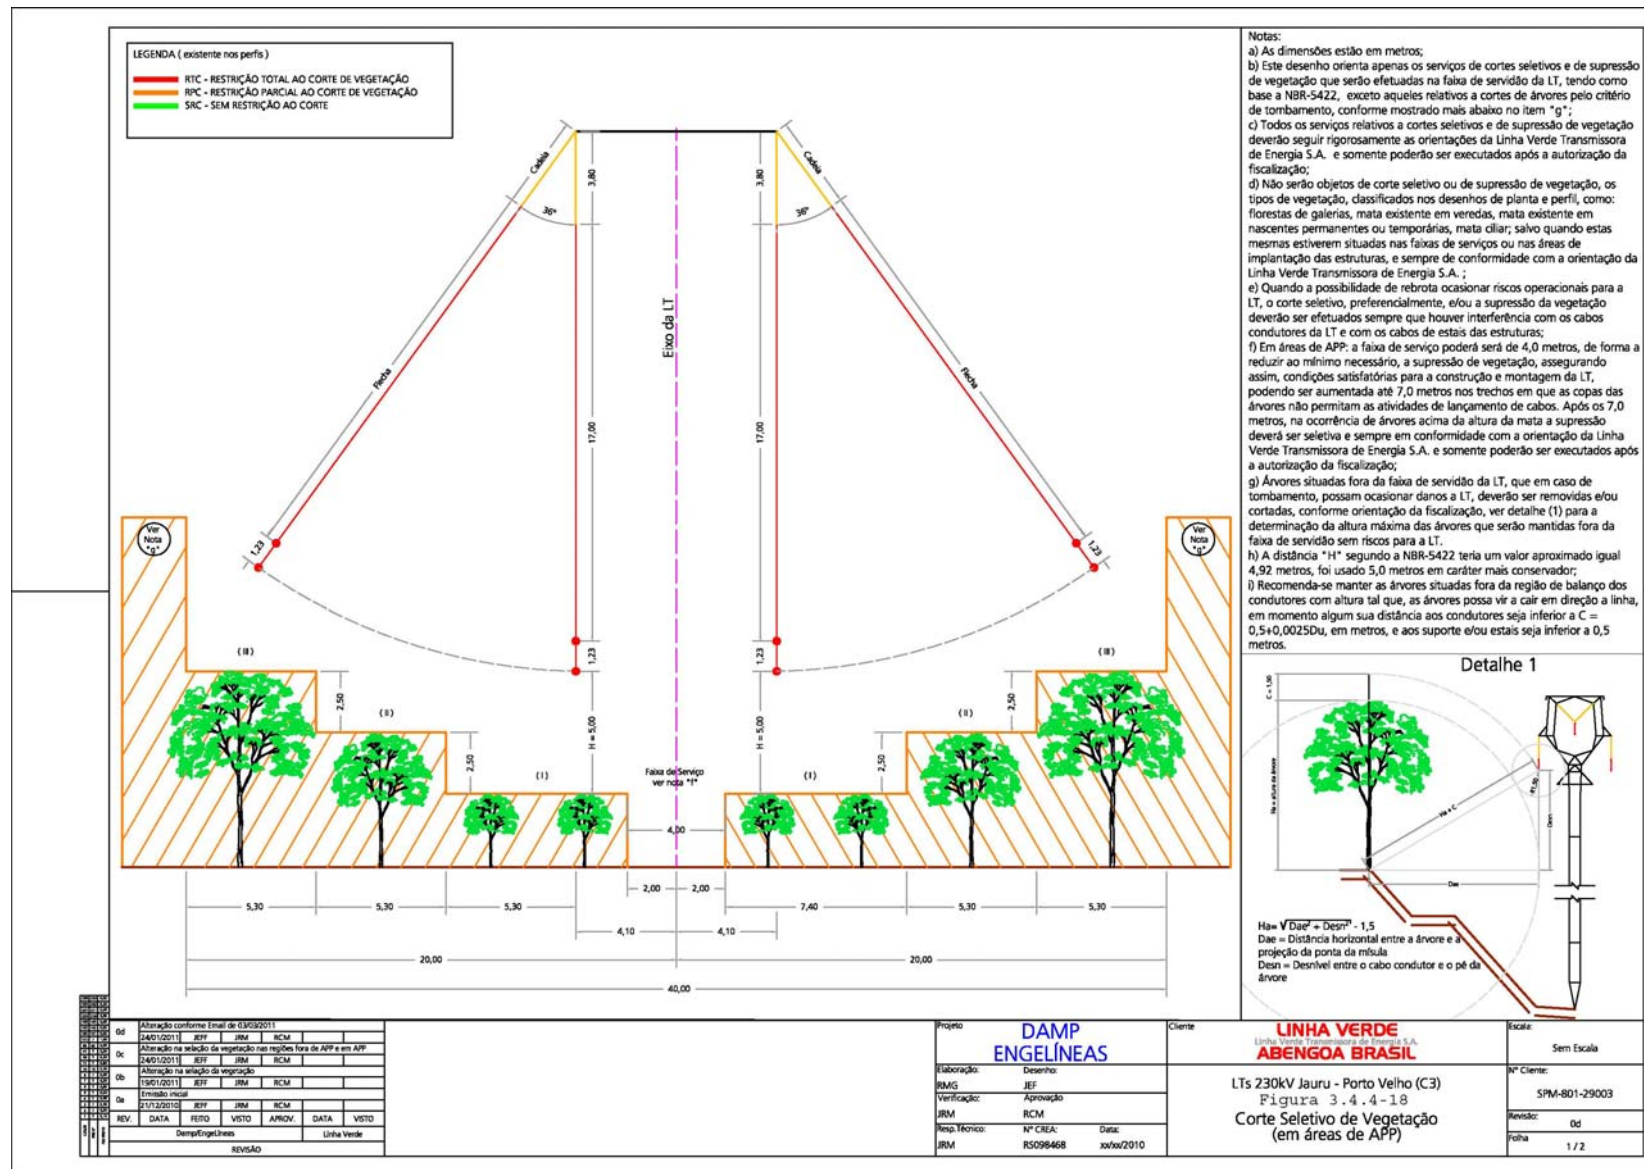 LEGENDA ( existente nos perfis )
RTC - RESTRIÇÃO TOTAL AO CORTE DE VEGETAÇÃO
RPC - RESTRIÇÃO PARCIAL AO CORTE DE VEGETAÇÃO
SRC - SEM RESTRIÇÃO AO CORTE
Cadeia
3,80
3,80
Cadeia
36°
36°
Eixo da LT
Flecha
17,00
17,00
Flecha
Ver
Nota
"g"
1,23
1,23
Ver
Nota
"g"
1,23
1,23
( III )
( III )
2,50
2,50
( II )
( II )
H = 5,00
H = 5,00
2,50
2,50
( I )
( I )
Faixa de Serviço
ver nota "f"
4,00
2,00
2,00
5,30
5,30
5,30
7,40
5,30
5,30
4,10
4,10
20,00
20,00
40,00
Notas:
a) As dimensões estão em metros;
b) Este desenho orienta apenas os serviços de cortes seletivos e de supressão
de vegetação que serão efetuadas na faixa de servidão da LT, tendo como
base a NBR-5422, exceto aqueles relativos a cortes de árvores pelo critério
de tombamento, conforme mostrado mais abaixo no item "g";
c) Todos os serviços relativos a cortes seletivos e de supressão de vegetação
deverão seguir rigorosamente as orientações da Linha Verde Transmissora
de Energia S.A. e somente poderão ser executados após a autorização da
fiscalização;
d) Não serão objetos de corte seletivo ou de supressão de vegetação, os
tipos de vegetação, classificados nos desenhos de planta e perfil, como:
florestas de galerias, mata existente em veredas, mata existente em
nascentes permanentes ou temporárias, mata ciliar; salvo quando estas
mesmas estiverem situadas nas faixas de serviços ou nas áreas de
implantação das estruturas, e sempre de conformidade com a orientação da
Linha Verde Transmissora de Energia S.A. ;
e) Quando a possibilidade de rebrota ocasionar riscos operacionais para a
LT, o corte seletivo, preferencialmente, e/ou a supressão da vegetação
deverão ser efetuados sempre que houver interferência com os cabos
condutores da LT e com os cabos de estais das estruturas;
f) Em áreas de APP: a faixa de serviço poderá será de 4,0 metros, de forma a
reduzir ao mínimo necessário, a supressão de vegetação, assegurando
assim, condições satisfatórias para a construção e montagem da LT,
podendo ser aumentada até 7,0 metros nos trechos em que as copas das
árvores não permitam as atividades de lançamento de cabos. Após os 7,0
metros, na ocorrência de árvores acima da altura da mata a supressão
deverá ser seletiva e sempre em conformidade com a orientação da Linha
Verde Transmissora de Energia S.A. e somente poderão ser executados após
a autorização da fiscalização;
g) Árvores situadas fora da faixa de servidão da LT, que em caso de
tombamento, possam ocasionar danos a LT, deverão ser removidas e/ou
cortadas, conforme orientação da fiscalização, ver detalhe (1) para a
determinação da altura máxima das árvores que serão mantidas fora da
faixa de servidão sem riscos para a LT.
h) A distância "H" segundo a NBR-5422 teria um valor aproximado igual
4,92 metros, foi usado 5,0 metros em caráter mais conservador;
i) Recomenda-se manter as árvores situadas fora da região de balanço dos
condutores com altura tal que, as árvores possa vir a cair em direção a linha,
em momento algum sua distância aos condutores seja inferior a C =
0,5+0,0025Du, em metros, e aos suporte e/ou estais seja inferior a 0,5
metros.
Detalhe 1
C = 1,50
Ha = altura da árvore
Ha + C
R1,50
Desn
Dae
Ha= √Dae² + Desn² - 1,5
Dae = Distância horizontal entre a árvore e a
projeção da ponta da mísula
Desn = Desnível entre o cabo condutor e o pé da
árvore
0d Alteração conforme Email de 03/03/2011
24/01/2011 JEFF JRM RCM
0c Alteração na seleção da vegetação nas regiões fora de APP e em APP
24/01/2011 JEFF JRM RCM
0b Alteração na seleção da vegetação
19/01/2011 JEFF JRM RCM
0a Emissão inicial
21/12/2010 JEFF JRM RCM
REV. DATA FEITO VISTO APROV. DATA VISTO
Damp/EngeLíneas Linha Verde
REVISÃO
Projeto
DAMP
ENGELÍNEAS
Elaboração: Desenho:
RMG JEF
Verificação: Aprovação
JRM RCM
Resp.Técnico: N° CREA: Data:
JRM RS098468 xx/xx/2010
Cliente
LINHA VERDE
Linha Verde Transmissora de Energia S.A.
ABENGOA BRASIL
LTs 230kV Jauru - Porto Velho (C3)
Figura 3.4.4-18
Corte Seletivo de Vegetação
(em áreas de APP)
Escala:
Sem Escala
N° Cliente:
SPM-801-29003
Revisão:
0d
Folha
1 / 2